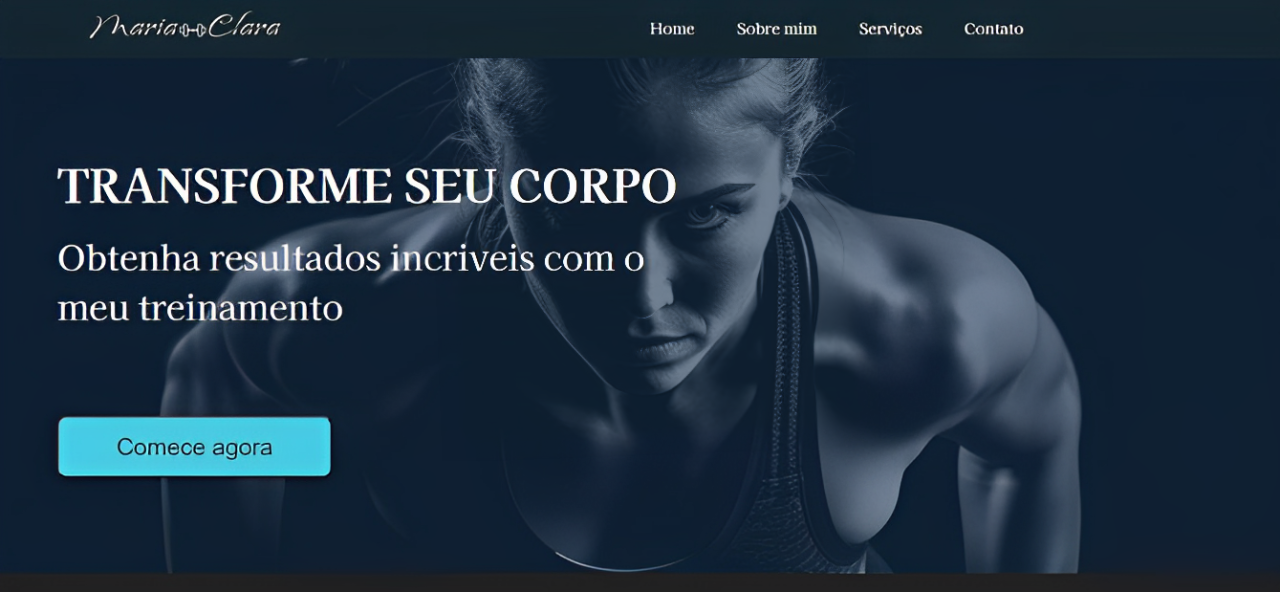 Maria Clara
Home Sobre mim Serviços Contato
TRANSFORME SEU CORPO
Obtenha resultados incriveis com o
meu treinamento
Comece agora